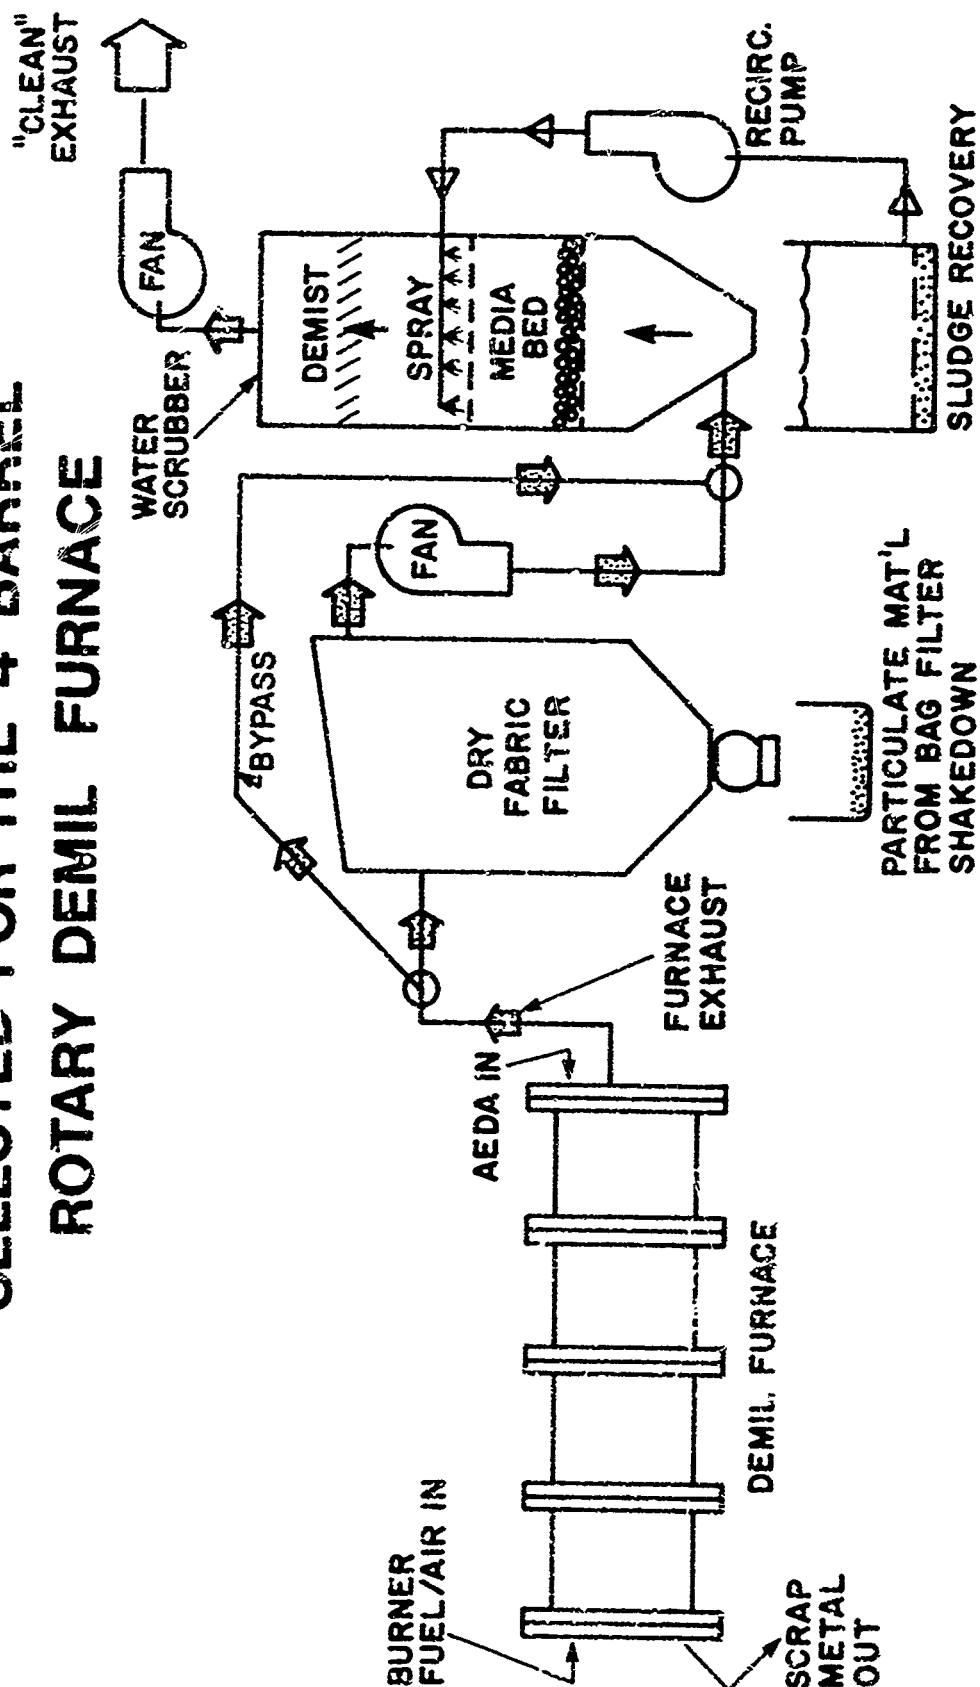 ROTARY DEMIL FURNACE
"CLEAN"
EXHAUST
FAN
WATER
SCRUBBER
DEMIST
SPRAY
MEDIA
BED
RECIRC.
PUMP
SLUDGE RECOVERY
BYPASS
FAN
DRY
FABRIC
FILTER
PARTICULATE MAT'L
FROM BAG FILTER
SHAKEDOWN
FURNACE
EXHAUST
AEDA IN
DEMIL FURNACE
BURNER
FUEL/AIR IN
SCRAP
METAL
OUT